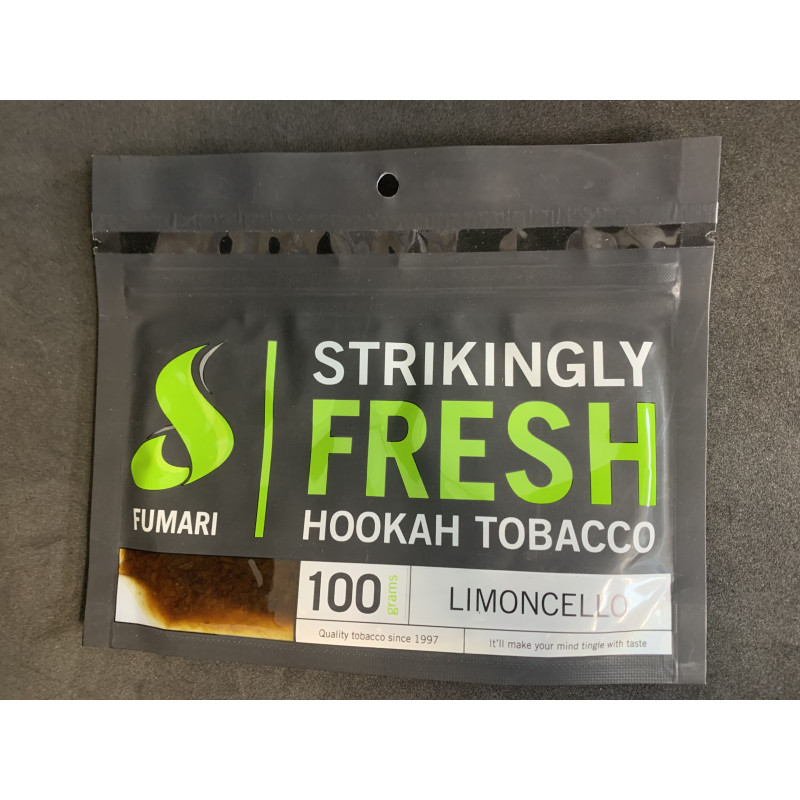 STRIKINGLY
FRESH
HOOKAH TOBACCO
FUMARI
100 grams
LIMONCELLO
Quality tobacco since 1997
It'll make your mind tingle with taste